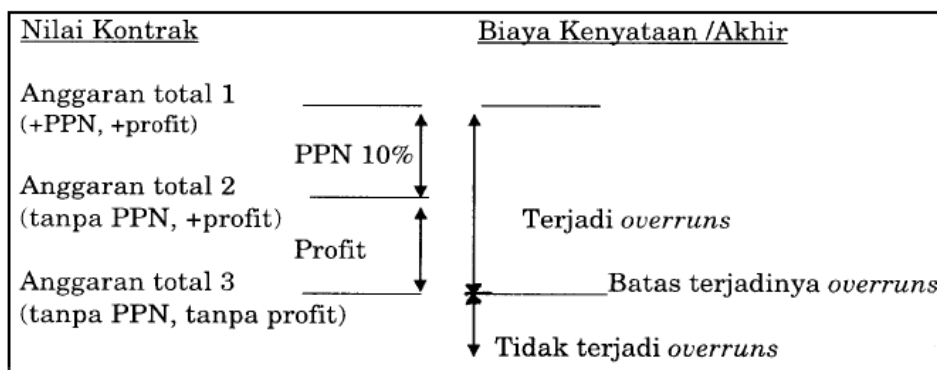 Nilai Kontrak
Biaya Kenyataan /Akhir
Anggaran total 1
(+PPN, +profit)
PPN 10%
Anggaran total 2
(tanpa PPN, +profit)
Terjadi overruns
Profit
Anggaran total 3
Batas terjadinya overruns
(tanpa PPN, tanpa profit)
Tidak terjadi overruns